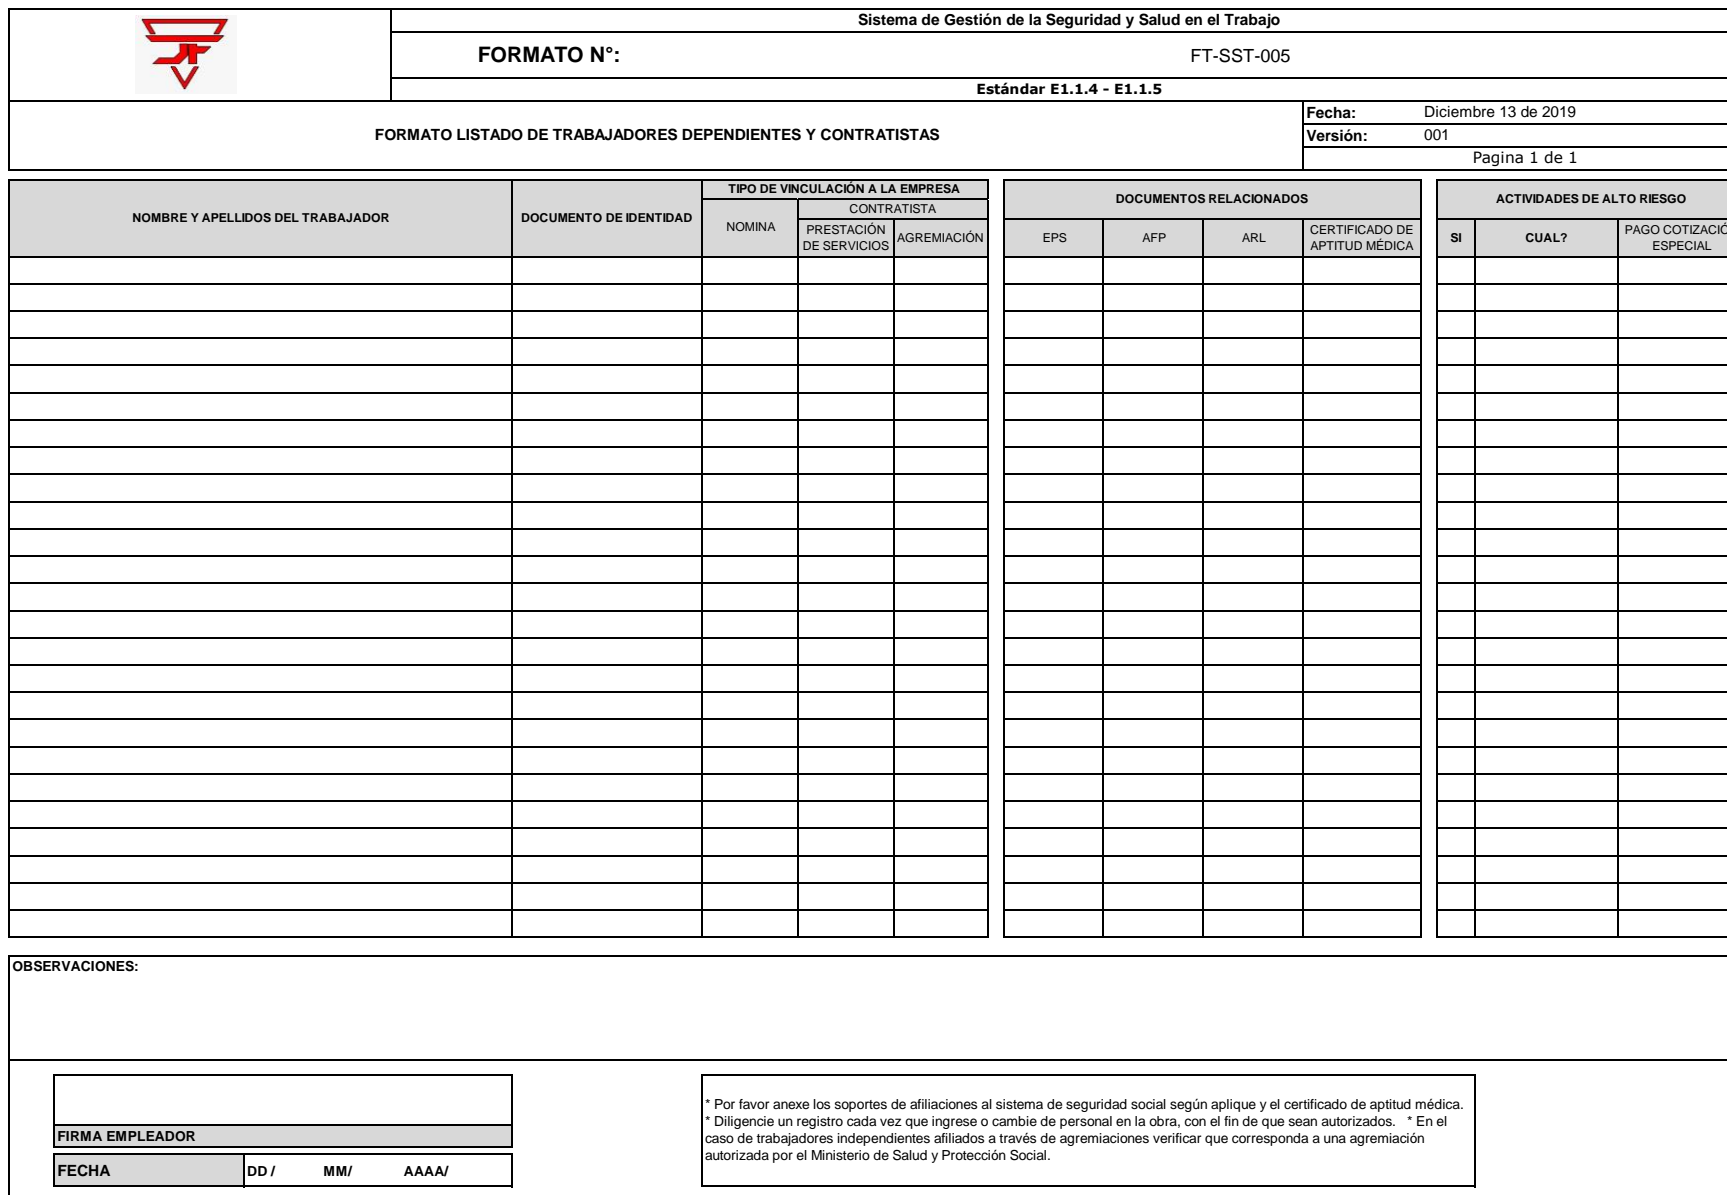 Sistema de Gestión de la Seguridad y Salud en el Trabajo
FORMATO N°: FT-SST-005
Estándar E1.1.4 - E1.1.5
FORMATO LISTADO DE TRABAJADORES DEPENDIENTES Y CONTRATISTAS
Fecha: Diciembre 13 de 2019
Versión: 001
Pagina 1 de 1
NOMBRE Y APELLIDOS DEL TRABAJADOR
DOCUMENTO DE IDENTIDAD
TIPO DE VINCULACIÓN A LA EMPRESA
NOMINA
CONTRATISTA
PRESTACIÓN
DE SERVICIOS
AGREMIACIÓN
DOCUMENTOS RELACIONADOS
EPS
AFP
ARL
CERTIFICADO DE
APTITUD MÉDICA
ACTIVIDADES DE ALTO RIESGO
SI
CUAL?
PAGO COTIZACIÓ
ESPECIAL
OBSERVACIONES:
FIRMA EMPLEADOR
FECHA DD / MM/ AAAA/
* Por favor anexe los soportes de afiliaciones al sistema de seguridad social según aplique y el certificado de aptitud médica.
* Diligencie un registro cada vez que ingrese o cambie de personal en la obra, con el fin de que sean autorizados. * En el
caso de trabajadores independientes afiliados a través de agremiaciones verificar que corresponda a una agremiación
autorizada por el Ministerio de Salud y Protección Social.